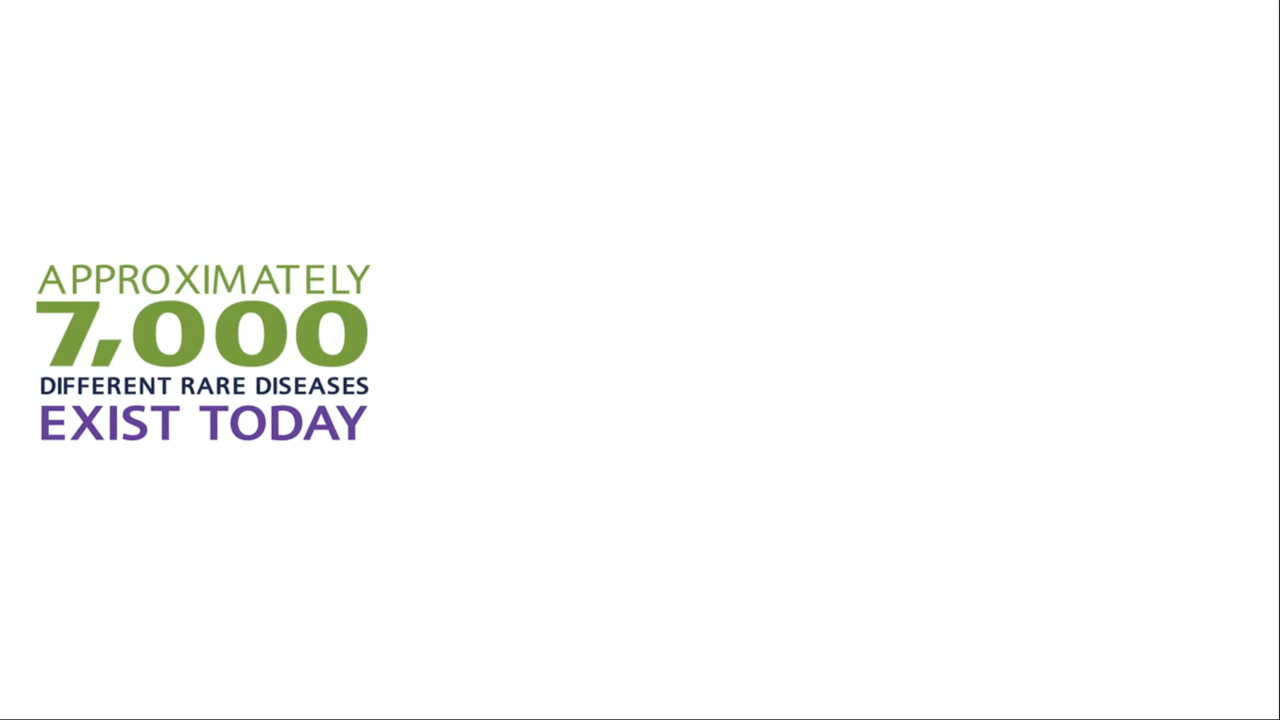 APPROXIMATELY
7,000
DIFFERENT RARE DISEASES
EXIST TODAY